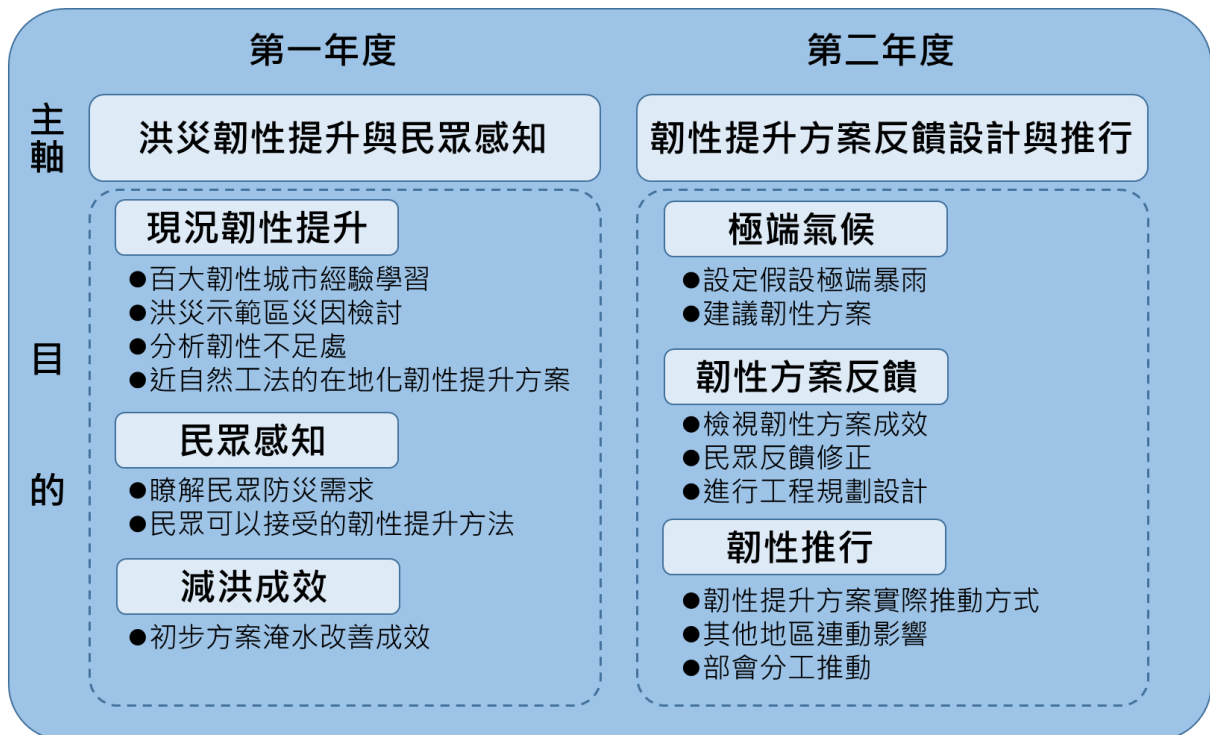 第一年度
第二年度
主軸
洪災韌性提升與民眾感知
韌性提升方案反饋設計與推行
目的
現況韌性提升
●百大韌性城市經驗學習
●洪災示範區災因檢討
●分析韌性不足處
●近自然工法的在地化韌性提升方案
民眾感知
●瞭解民眾防災需求
●民眾可以接受的韌性提升方法
減洪成效
●初步方案淹水改善成效
極端氣候
●設定假設極端暴雨
●建議韌性方案
韌性方案反饋
●檢視韌性方案成效
●民眾反饋修正
●進行工程規劃設計
韌性推行
●韌性提升方案實際推動方式
●其他地區連動影響
●部會分工推動